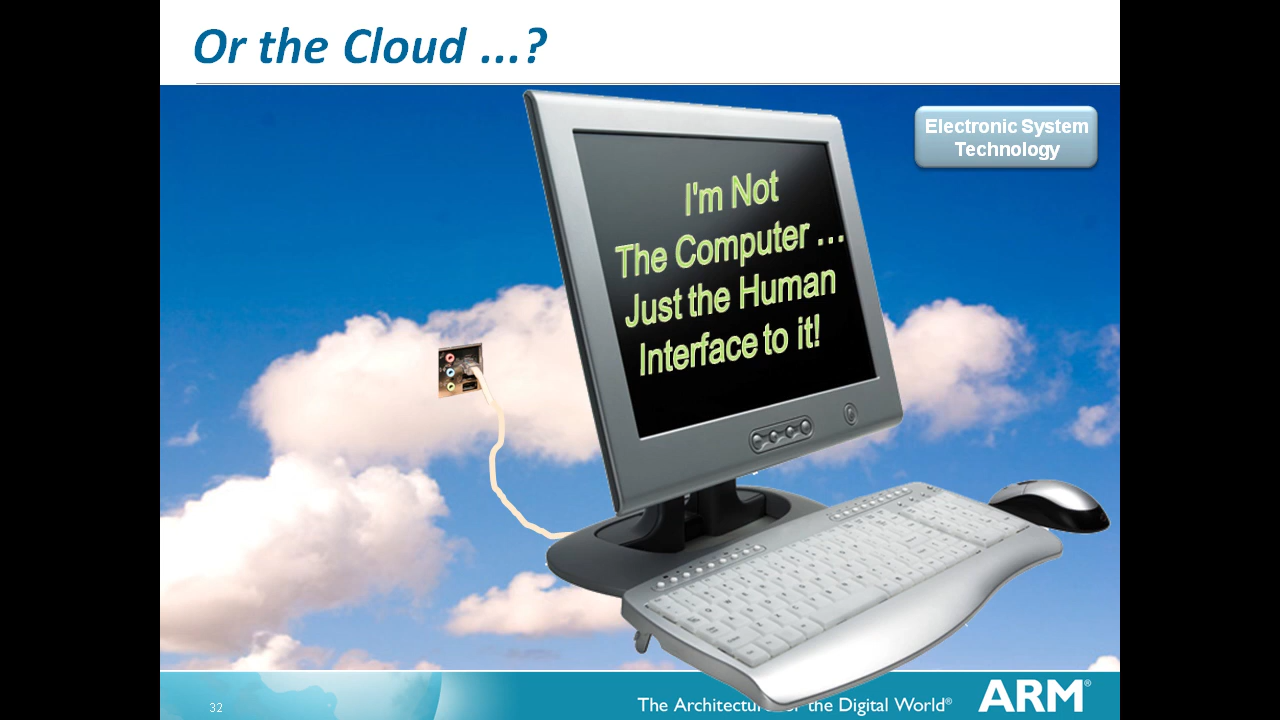 Or the Cloud ...?
Electronic System
Technology
I'm Not
The Computer ...
Just the Human
Interface to it!
32
The Architecture for the Digital World®
ARM®